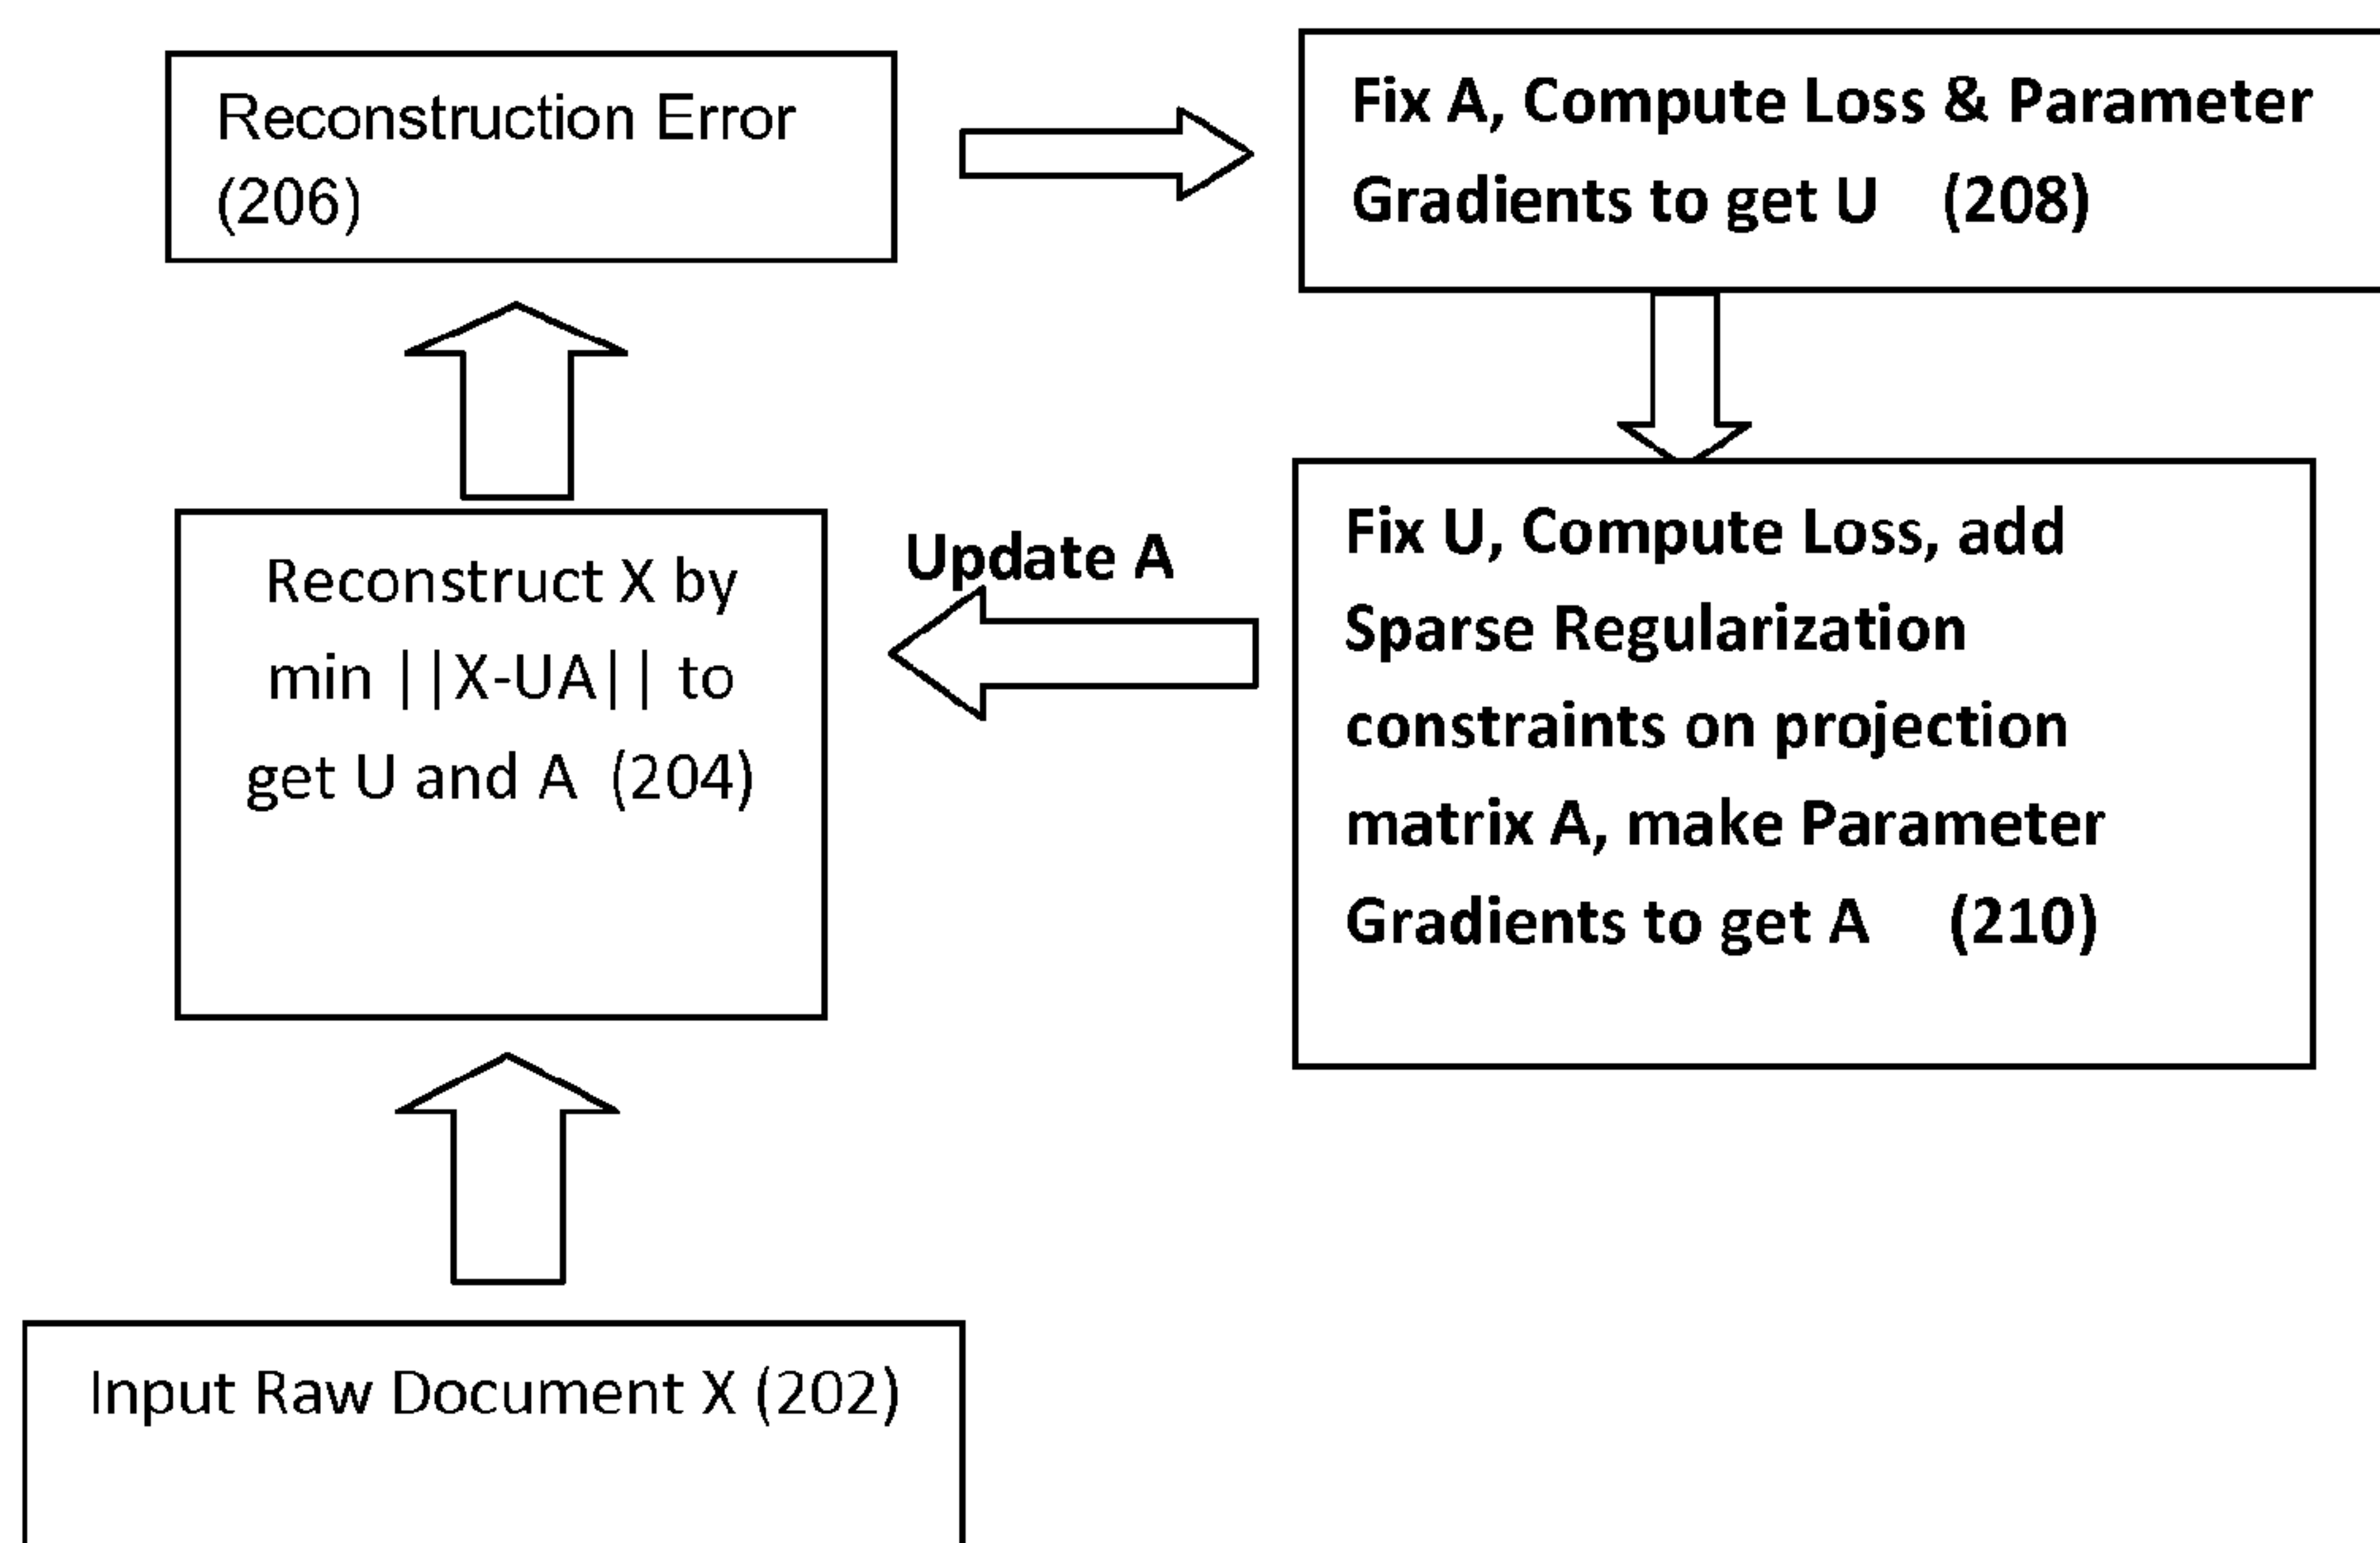 Reconstruction Error
(206)
Fix A, Compute Loss & Parameter
Gradients to get U (208)
Reconstruct X by
min ||X-UA|| to
get U and A (204)
Update A
Fix U, Compute Loss, add
Sparse Regularization
constraints on projection
matrix A, make Parameter
Gradients to get A (210)
Input Raw Document X (202)